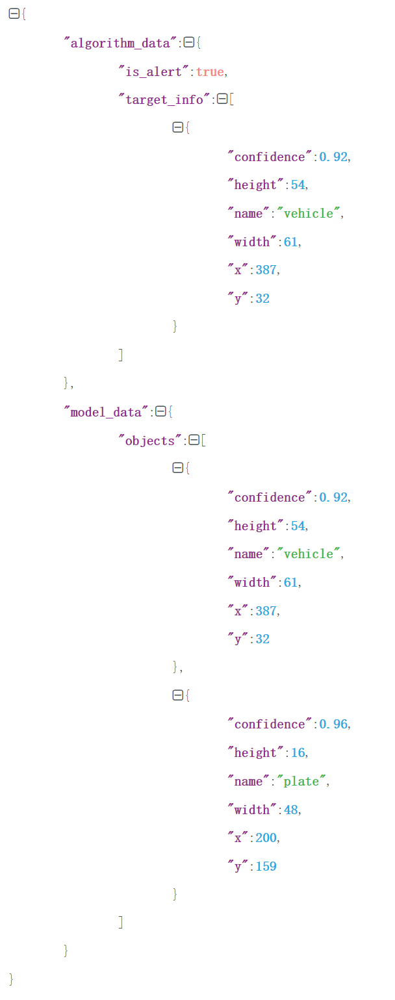 {
"algorithm_data":{
"is_alert":true,
"target_info":[
{
"confidence":0.92,
"height":54,
"name":"vehicle",
"width":61,
"x":387,
"y":32
}
]
},
"model_data":{
"objects":[
{
"confidence":0.92,
"height":54,
"name":"vehicle",
"width":61,
"x":387,
"y":32
},
{
"confidence":0.96,
"height":16,
"name":"plate",
"width":48,
"x":200,
"y":159
}
]
}
}